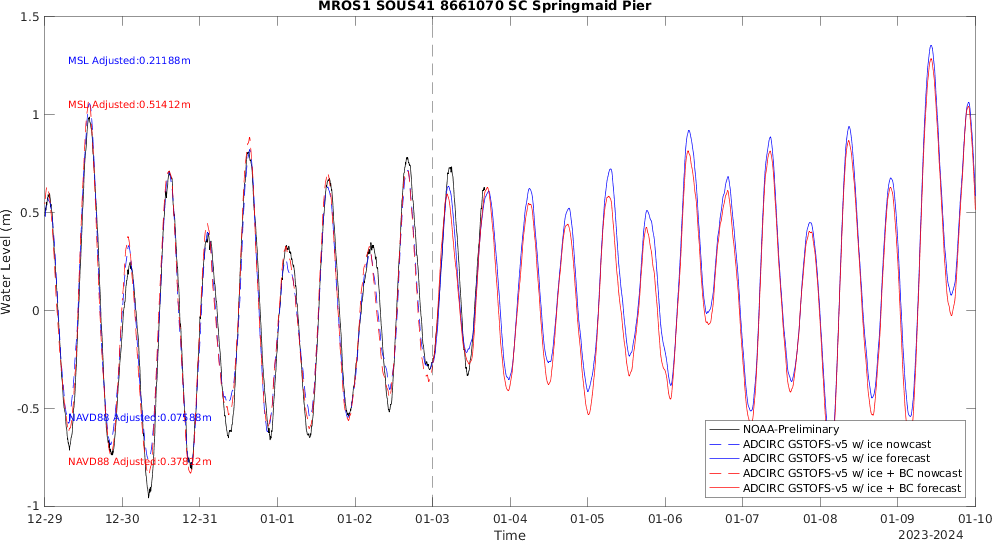 MROS1 SOUS41 8661070 SC Springmaid Pier
1.5
1
0.5
0
-0.5
-1
Water Level (m)
MSL Adjusted:0.21188m
MSL Adjusted:0.51412m
NAVD88 Adjusted:0.07588m
NAVD88 Adjusted:0.37812m
NOAA-Preliminary
ADCIRC GSTOFS-v5 w/ ice nowcast
ADCIRC GSTOFS-v5 w/ ice forecast
ADCIRC GSTOFS-v5 w/ ice + BC nowcast
ADCIRC GSTOFS-v5 w/ ice + BC forecast
12-29 12-30 12-31 01-01 01-02 01-03 01-04 01-05 01-06 01-07 01-08 01-09 01-10
Time
2023-2024